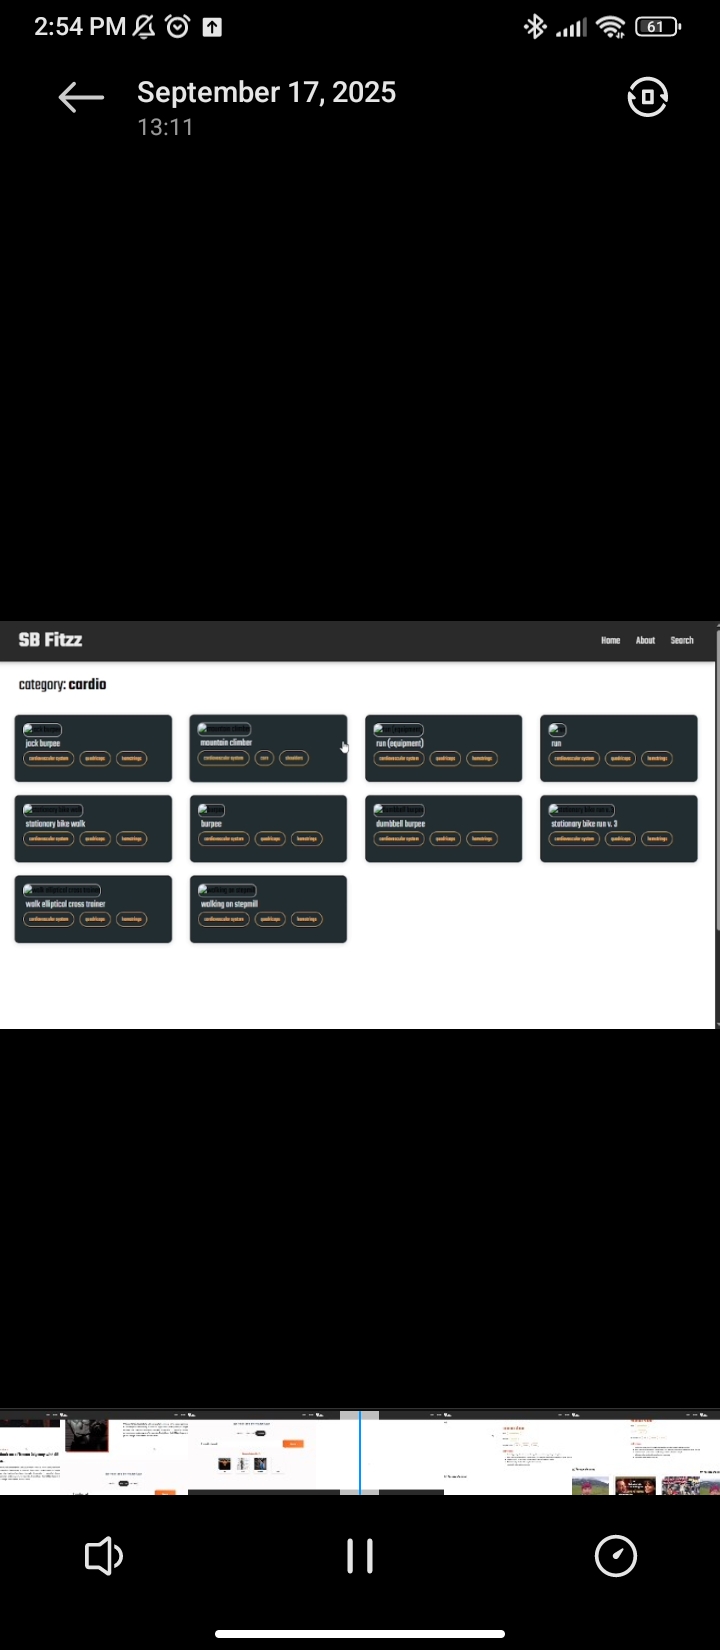 2:54 PM
61
September 17, 2025
13:11
SB Fitzz
Home About Search
category: cardio
jack burpee
cardiovascular system quadriceps hamstrings
mountain climber
cardiovascular system core shoulders
run (equipment)
cardiovascular system quadriceps hamstrings
run
cardiovascular system quadriceps hamstrings
stationary bike walk
cardiovascular system quadriceps hamstrings
burpee
cardiovascular system quadriceps hamstrings
dumbbell burpee
cardiovascular system quadriceps hamstrings
stationary bike run v. 3
cardiovascular system quadriceps hamstrings
walk elliptical cross trainer
cardiovascular system quadriceps hamstrings
walking on stepmill
cardiovascular system quadriceps hamstrings